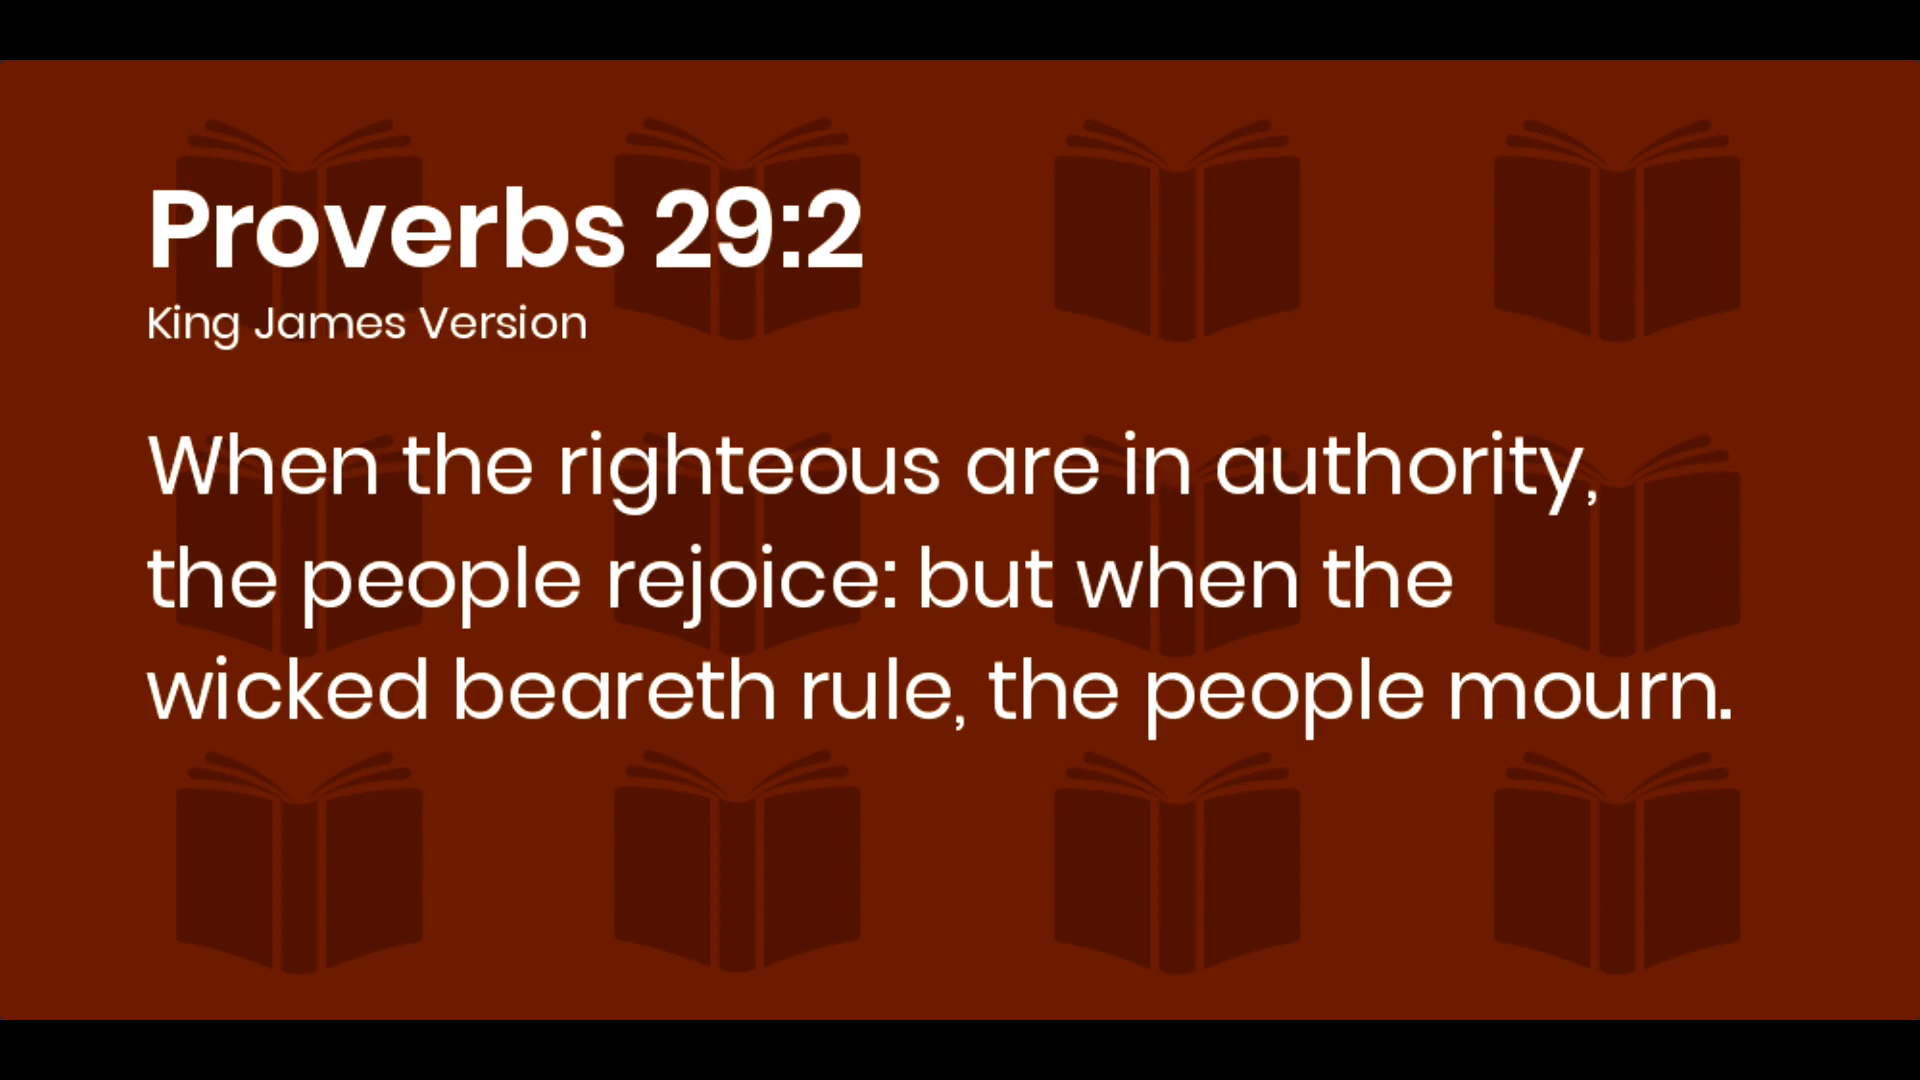 Proverbs 29:2
King James Version
When the righteous are in authority,
the people rejoice: but when the
wicked beareth rule, the people mourn.